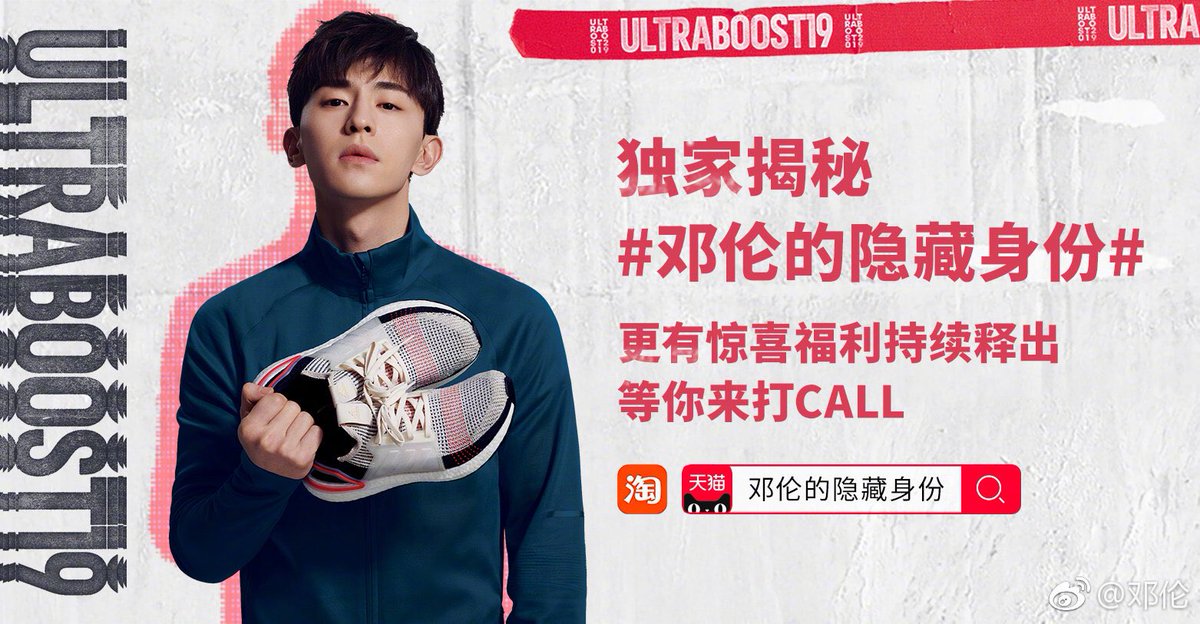 ULTRABOOST19
ULTRABOOST19
ULTRA
独家揭秘
#邓伦的隐藏身份#
更有惊喜福利持续释出
等你来打CALL
淘
天猫
邓伦的隐藏身份
@邓伦